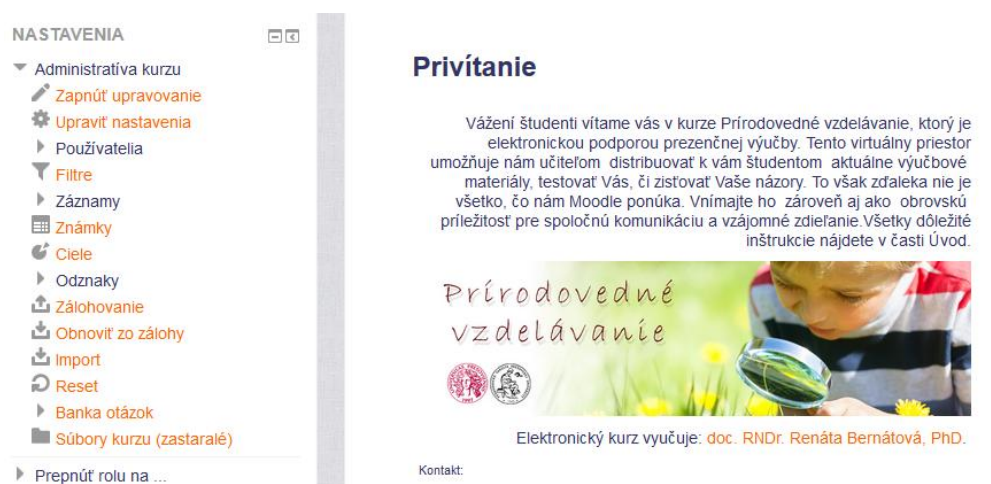 NASTAVENIA
Administratíva kurzu
Zapnúť upravovanie
Upraviť nastavenia
Používatelia
Filtre
Záznamy
Známky
Ciele
Odznaky
Zálohovanie
Obnoviť zo zálohy
Import
Reset
Banka otázok
Súbory kurzu (zastaralé)
Prepnúť rolu na ...
Privítanie
Vážení študenti vítame vás v kurze Prírodovedné vzdelávanie, ktorý je
elektronickou podporou prezenčnej výučby. Tento virtuálny priestor
umožňuje nám učiteľom distribuovať k vám študentom aktuálne výučbové
materiály, testovať Vás, či zisťovať Vaše názory. To však zďaleka nie je
všetko, čo nám Moodle ponúka. Vnímajte ho zároveň aj ako obrovskú
príležitosť pre spoločnú komunikáciu a vzájomné zdieľanie.Všetky dôležité
inštrukcie nájdete v časti Úvod.
Prírodovedné
vzdelávanie
Elektronický kurz vyučuje: doc. RNDr. Renáta Bernátová, PhD.
Kontakt: